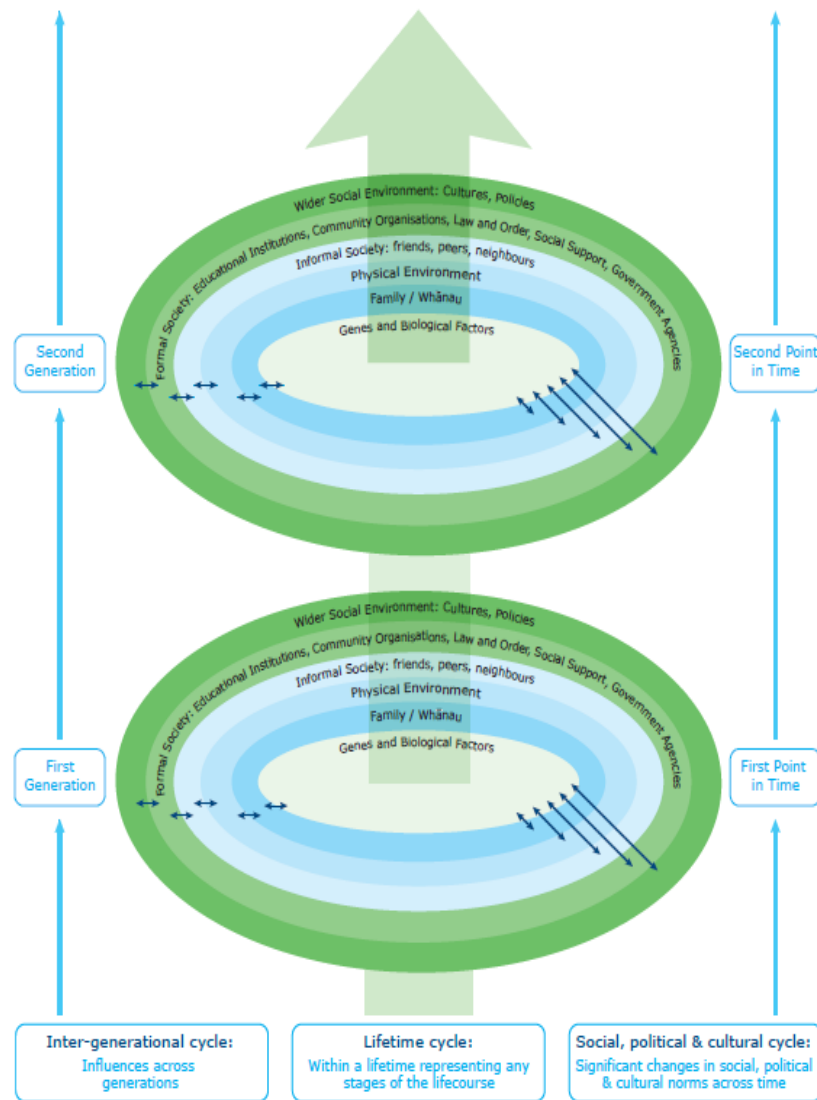 Wider Social Environment: Cultures, Policies
Formal Society: Educational Institutions, Community Organisations, Law and Order, Social Support, Government Agencies
Informal Society: friends, peers, neighbours
Physical Environment
Family / Whānau
Genes and Biological Factors
Second
Generation
Second Point
in Time
Wider Social Environment: Cultures, Policies
Formal Society: Educational Institutions, Community Organisations, Law and Order, Social Support, Government Agencies
Informal Society: friends, peers, neighbours
Physical Environment
Family / Whānau
Genes and Biological Factors
First
Generation
First Point
in Time
Inter-generational cycle:
Influences across
generations
Lifetime cycle:
Within a lifetime representing any
stages of the lifecourse
Social, political & cultural cycle:
Significant changes in social, political
& cultural norms across time